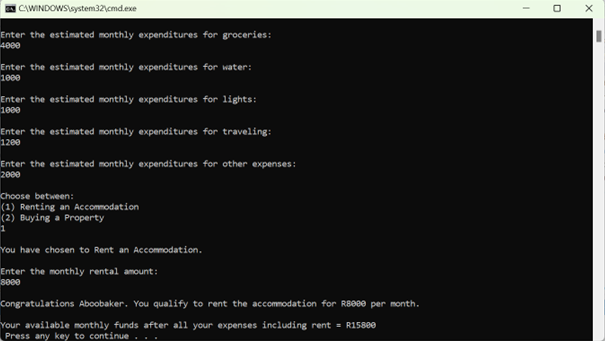 C:\WINDOWS\system32\cmd.exe
Enter the estimated monthly expenditures for groceries:
4000
Enter the estimated monthly expenditures for water:
1000
Enter the estimated monthly expenditures for lights:
1000
Enter the estimated monthly expenditures for traveling:
1200
Enter the estimated monthly expenditures for other expenses:
2000
Choose between:
(1) Renting an Accommodation
(2) Buying a Property
1
You have chosen to Rent an Accommodation.
Enter the monthly rental amount:
8000
Congratulations Aboobaker. You qualify to rent the accommodation for R8000 per month.
Your available monthly funds after all your expenses including rent = R15800
Press any key to continue . . .